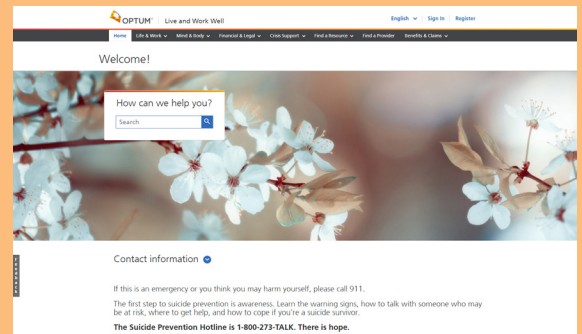 OPTUM® Live and Work Well
English Sign In Register
Home Life & Work Mind & Body Financial & Legal Crisis Support Find a Resource Find a Provider Benefits & Claims
Welcome!
How can we help you?
Search
Contact information
Feedback
If this is an emergency or you think you may harm yourself, please call 911.
The first step to suicide prevention is awareness. Learn the warning signs, how to talk with someone who may
be at risk, where to get help, and how to cope if you're a suicide survivor.
The Suicide Prevention Hotline is 1-800-273-TALK. There is hope.